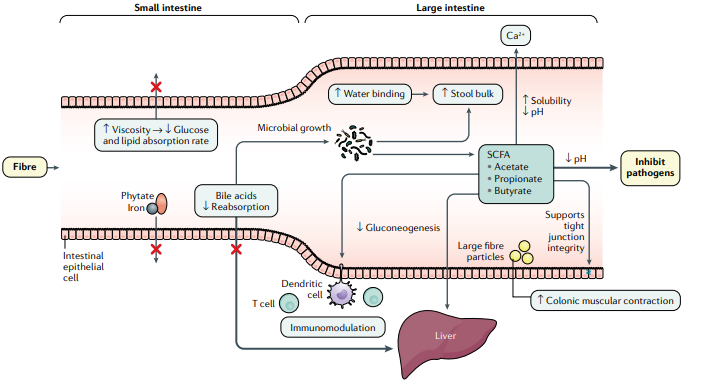 Small intestine
Large intestine
Ca²⁺
↑ Water binding
↑ Stool bulk
↑ Solubility
↓ pH
↑ Viscosity → ↓ Glucose
and lipid absorption rate
Microbial growth
Fibre
SCFA
• Acetate
• Propionate
• Butyrate
↓ pH
Inhibit
pathogens
Phytate
Iron
Bile acids
↓ Reabsorption
↓ Gluconeogenesis
Supports
tight
junction
integrity
Large fibre
particles
Intestinal
epithelial
cell
Dendritic
cell
T cell
↑ Colonic muscular contraction
Immunomodulation
Liver